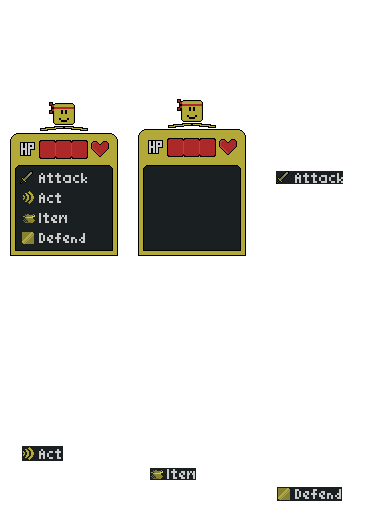 HP
Attack
Act
Item
Defend
HP
Attack
Act
Item
Defend